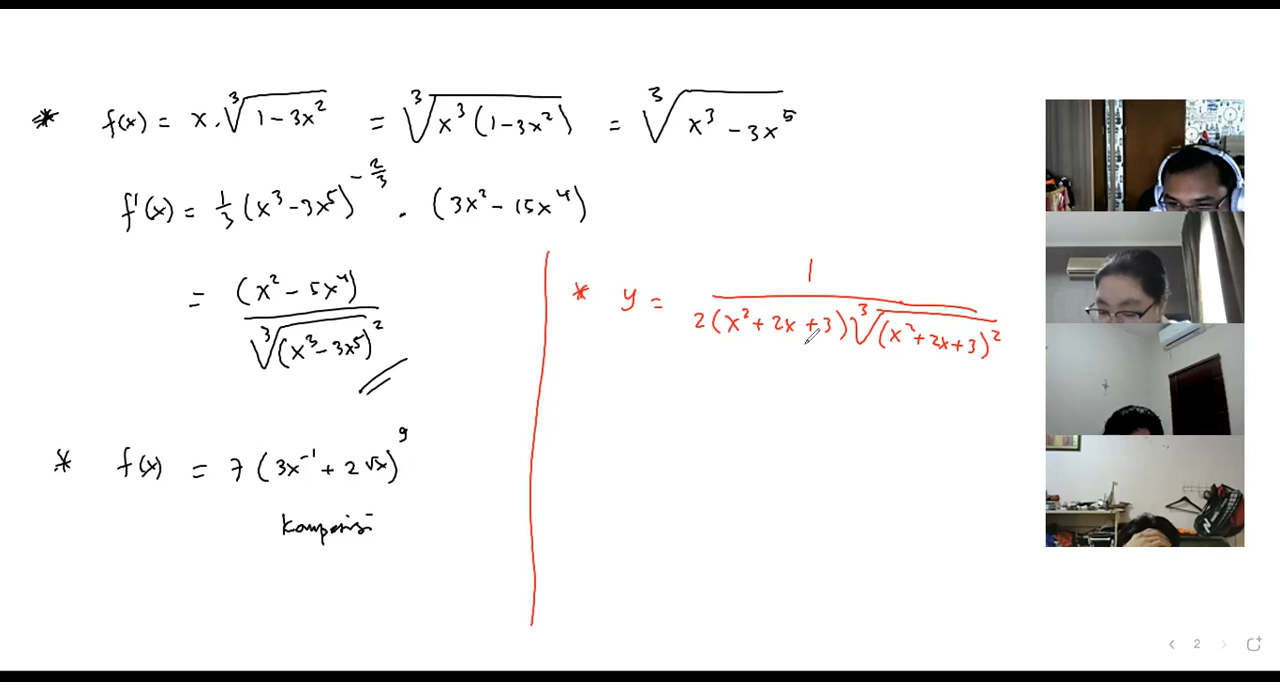 * f(x) = x . ∛(1 - 3x²) = ∛(x³ (1-3x²)) = ∛(x³ - 3x⁵)
f'(x) = 1/3 (x³ - 3x⁵)^(-2/3) . (3x² - 15x⁴)
= (x² - 5x⁴) / ∛((x³ - 3x⁵)²)
* y = 1 / (2(x² + 2x + 3) ∛((x² + 2x + 3)²))
* f(x) = 7 (3x⁻¹ + 2√x)⁹
komposisi
2